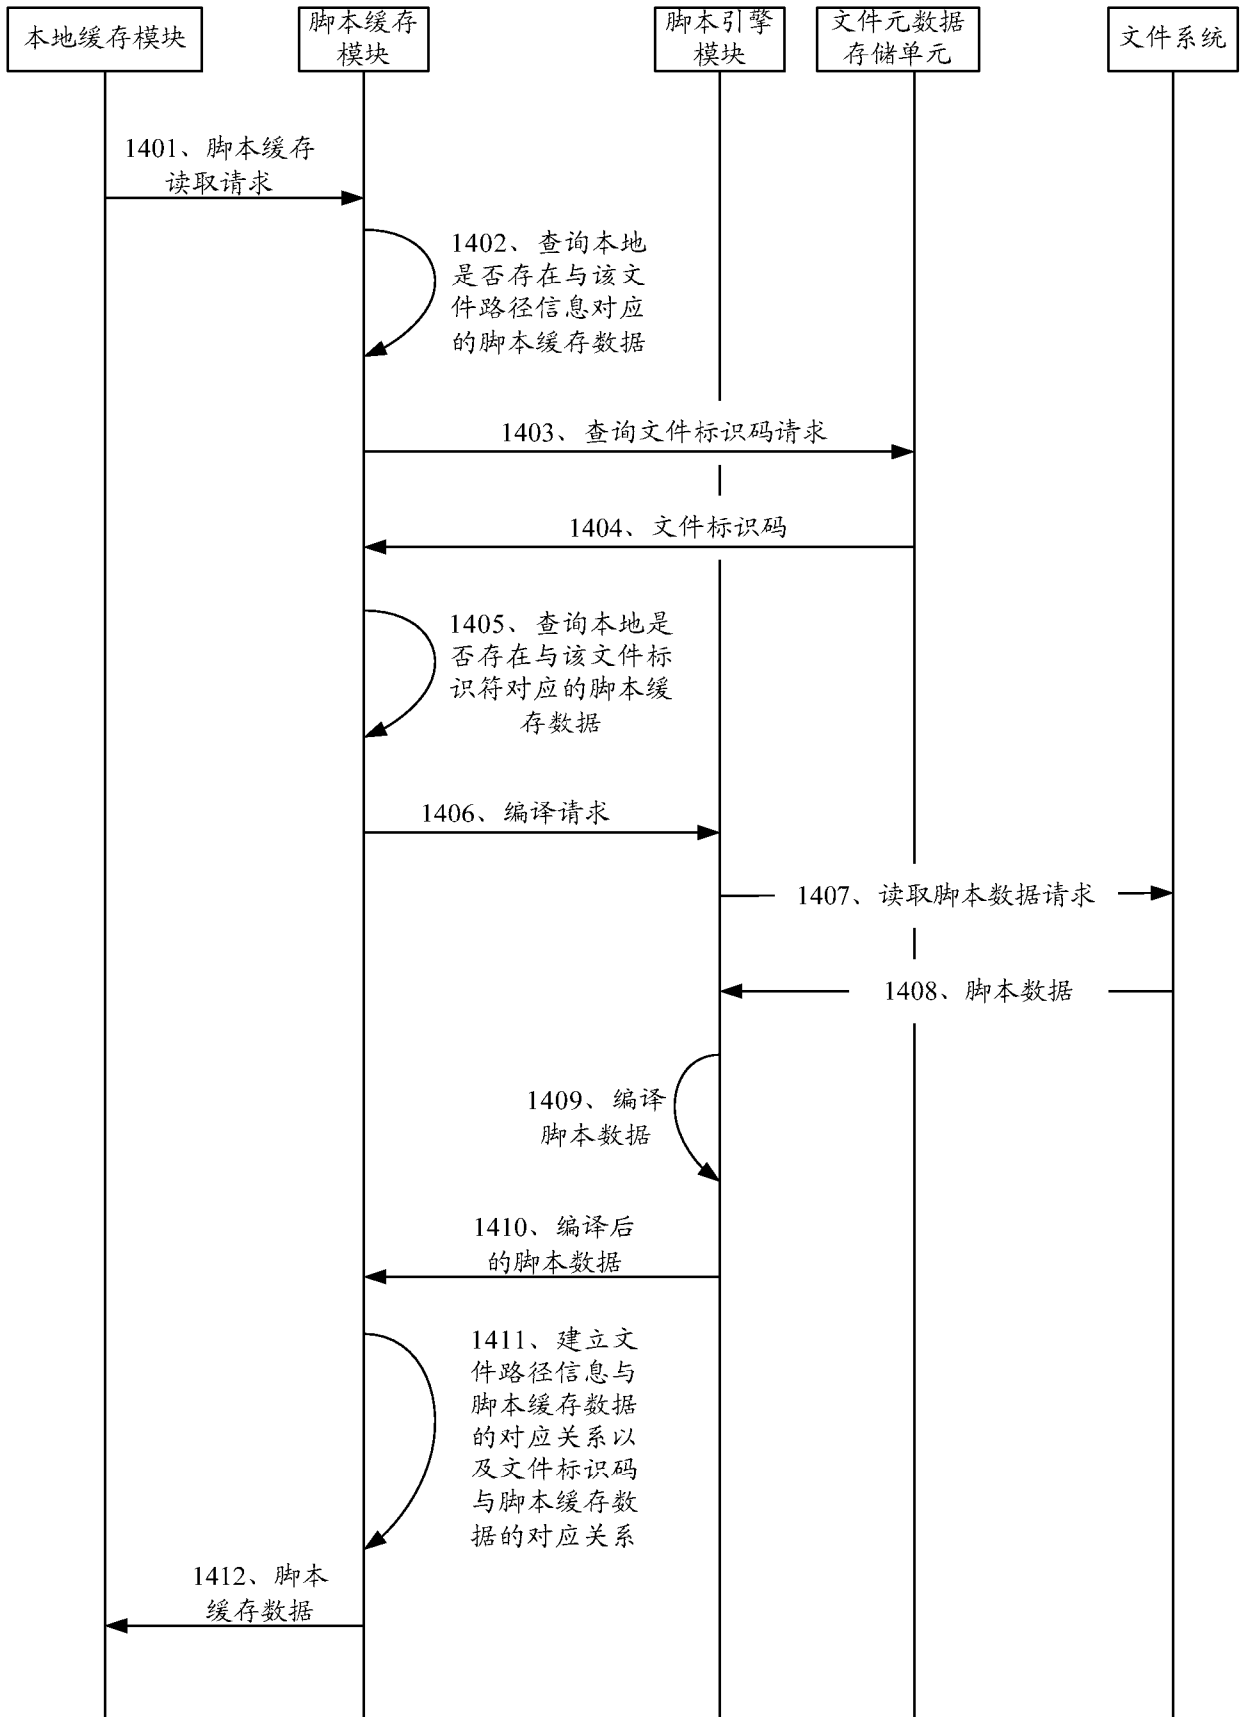 本地缓存模块
脚本缓存
模块
脚本引擎
模块
文件元数据
存储单元
文件系统
1401、脚本缓存
读取请求
1402、查询本地
是否存在与该文
件路径信息对应
的脚本缓存数据
1403、查询文件标识码请求
1404、文件标识码
1405、查询本地是
否存在与该文件标
识符对应的脚本缓
存数据
1406、编译请求
1407、读取脚本数据请求
1408、脚本数据
1409、编译
脚本数据
1410、编译后
的脚本数据
1411、建立文
件路径信息与
脚本缓存数据
的对应关系以
及文件标识码
与脚本缓存数
据的对应关系
1412、脚本
缓存数据